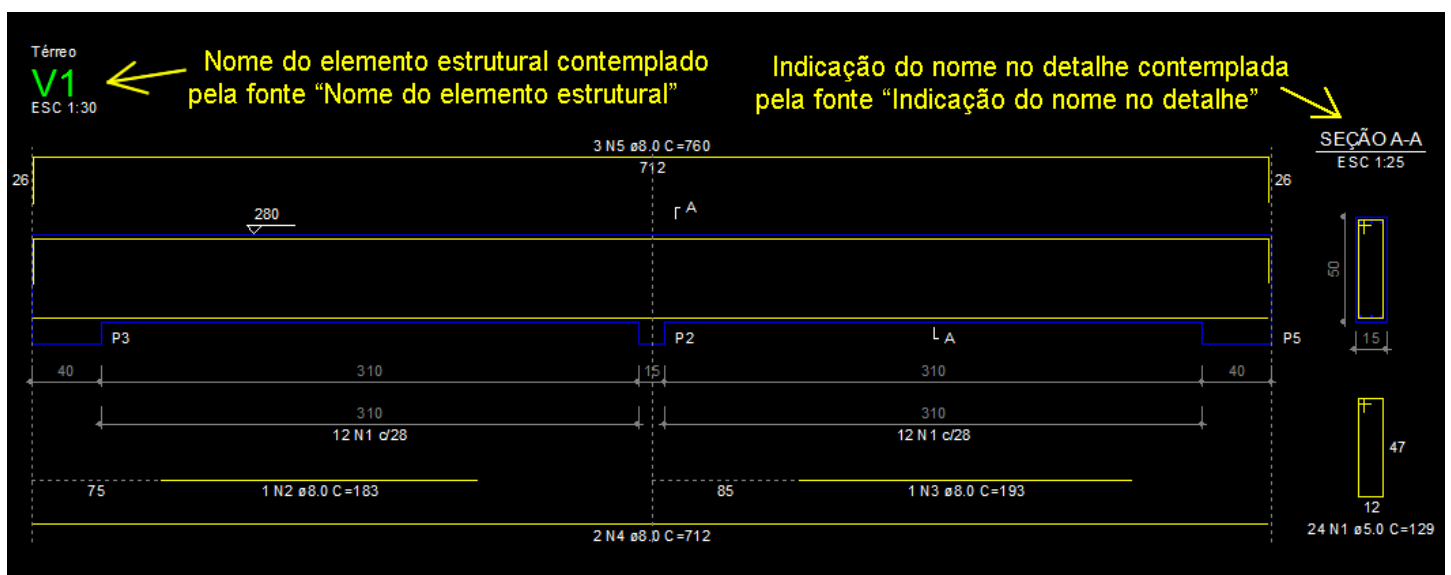 Térreo
V1
ESC 1:30
Nome do elemento estrutural contemplado
pela fonte “Nome do elemento estrutural”
Indicação do nome no detalhe contemplada
pela fonte “Indicação do nome no detalhe”
SEÇÃO A-A
ESC 1:25
3 N5 ø8.0 C=760
712
26
26
280
A
50
15
P3
P2
A
P5
40
310
15
310
40
310
310
12 N1 c/28
12 N1 c/28
47
12
24 N1 ø5.0 C=129
75
1 N2 ø8.0 C=183
85
1 N3 ø8.0 C=193
2 N4 ø8.0 C=712